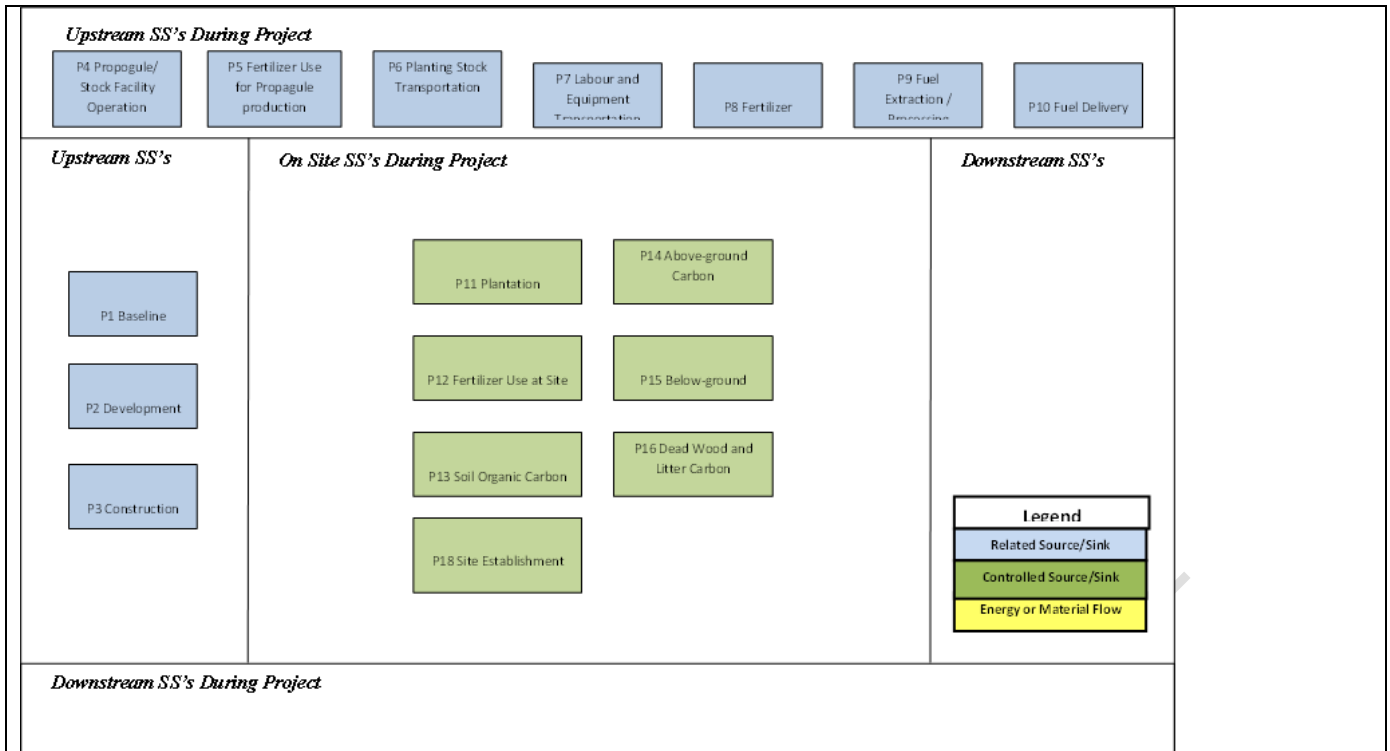 Upstream SS's During Project
P4 Propogule/
Stock Facility
Operation
P5 Fertilizer Use
for Propagule
production
P6 Planting Stock
Transportation
P7 Labour and
Equipment
Transportation
P8 Fertilizer
P9 Fuel
Extraction /
Processing
P10 Fuel Delivery
Upstream SS's
On Site SS's During Project
Downstream SS's
P1 Baseline
P2 Development
P3 Construction
P11 Plantation
P14 Above-ground
Carbon
P12 Fertilizer Use at Site
P15 Below-ground
P13 Soil Organic Carbon
P16 Dead Wood and
Litter Carbon
P18 Site Establishment
Legend
Related Source/Sink
Controlled Source/Sink
Energy or Material Flow
Downstream SS's During Project